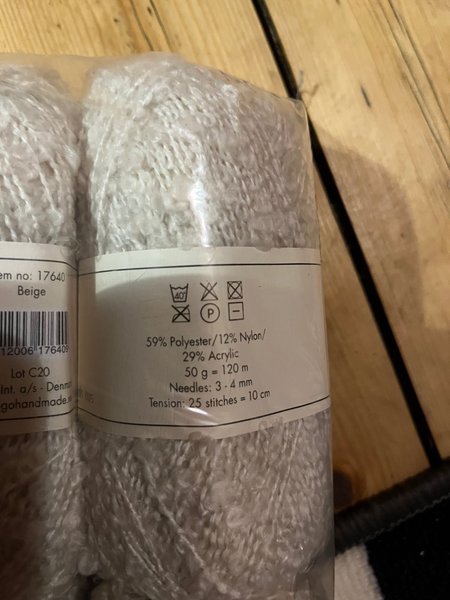 em no: 17640
Beige
12006 176409
Lot C20
Int. a/s - Denm
gohandmade.
40°
P
59% Polyester/12% Nylon/
29% Acrylic
50 g = 120 m
Needles: 3 - 4 mm
Tension: 25 stitches = 10 cm